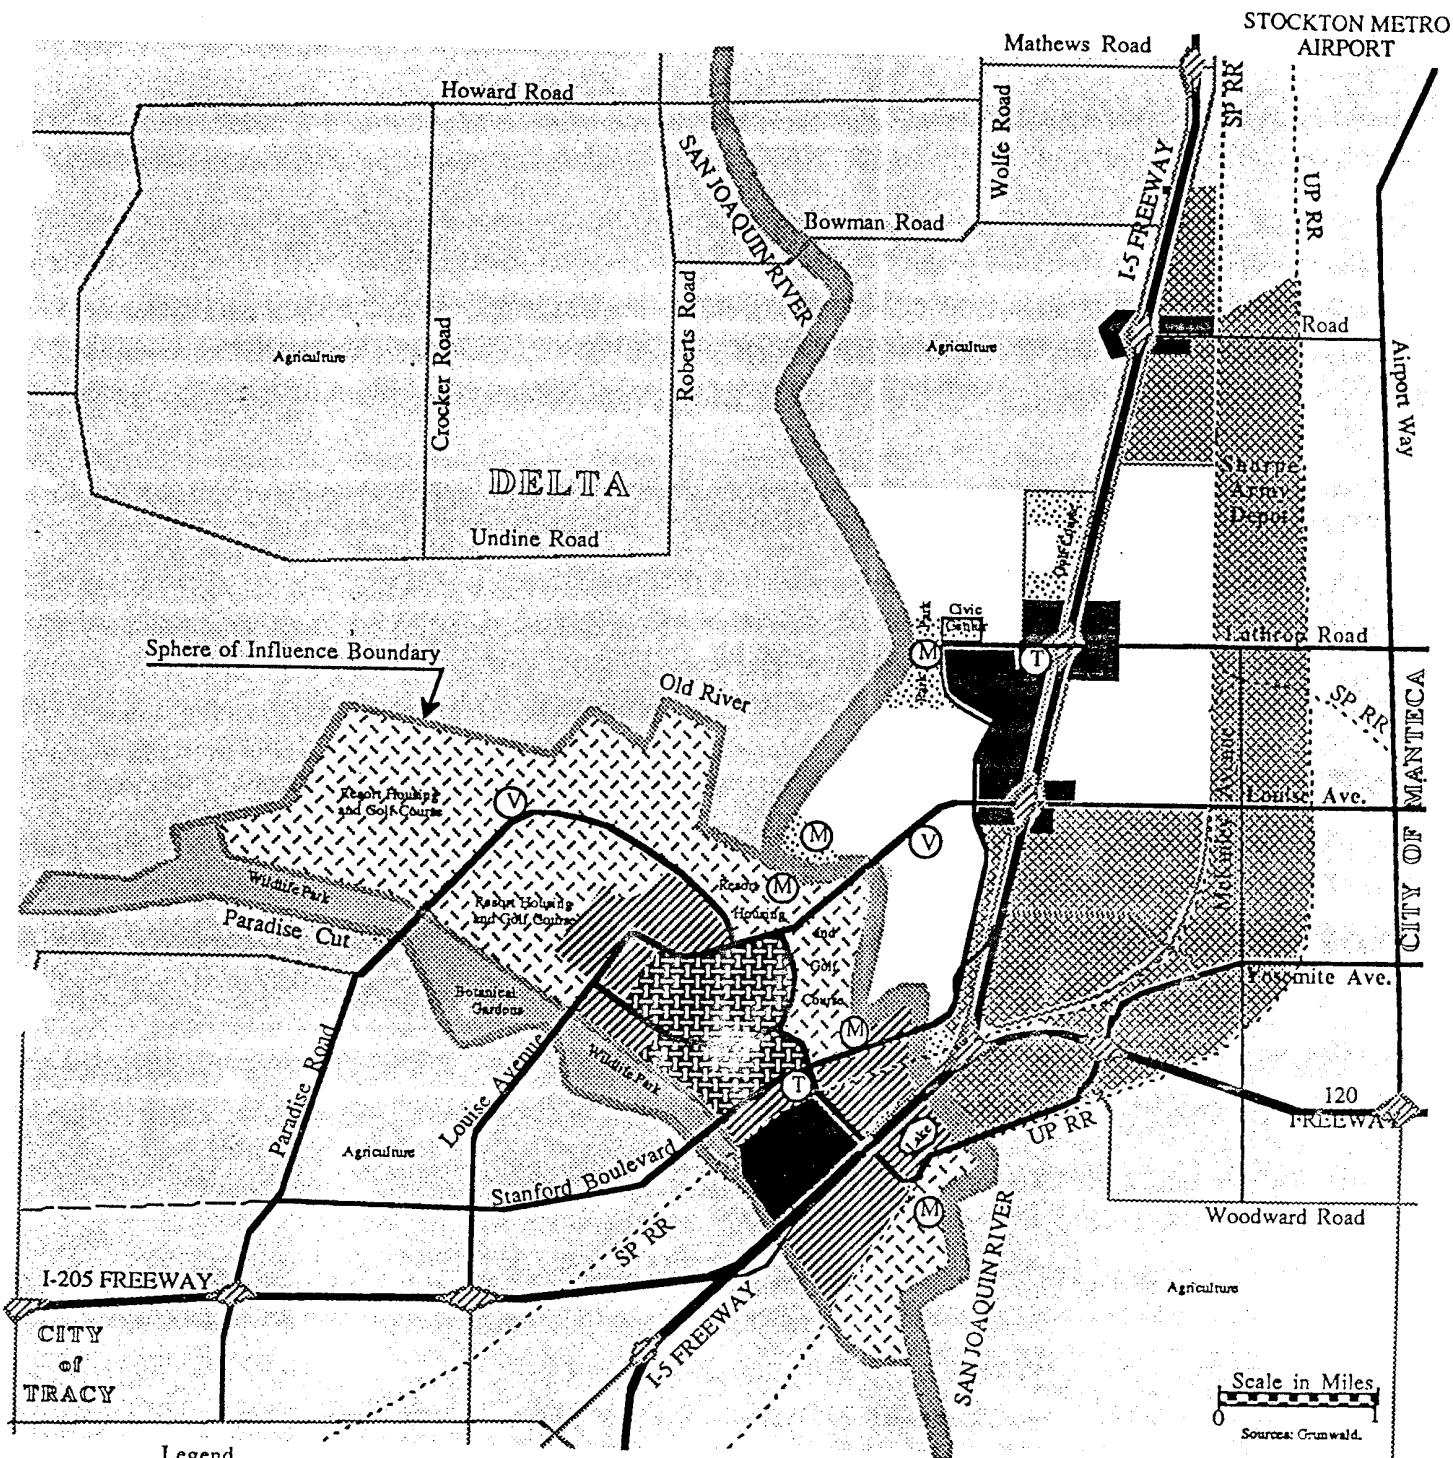 STOCKTON METRO
AIRPORT
Mathews Road
Howard Road
SP RR
Wolfe Road
SAN JOAQUIN RIVER
I-5 FREEWAY
UP RR
Bowman Road
Roberts Road
Road
Crocker Road
Agriculture
Agriculture
Airport Way
Sharpe
Army
Depot
DELTA
Golf Course
Undine Road
Park
Civic
Center
Lathrop Road
Sphere of Influence Boundary
M
T
Park
Old River
SP RR
CITY OF MANTECA
McKinley Avenue
Resort Housing
and Golf Course
V
Louise Ave.
M
V
Wildlife Park
Resort Housing
and Golf Course
Resort
M
Housing
and
Golf
Course
Paradise Cut
Yosemite Ave.
Botanical
Gardens
M
Paradise Road
Louise Avenue
Wildlife Park
T
120
FREEWAY
Lake
UP RR
Agriculture
Stanford Boulevard
M
Woodward Road
SP RR
I-205 FREEWAY
SAN JOAQUIN RIVER
Agriculture
CITY
of
TRACY
I-5 FREEWAY
Scale in Miles
0 1
Sources: Grunwald.
Legend